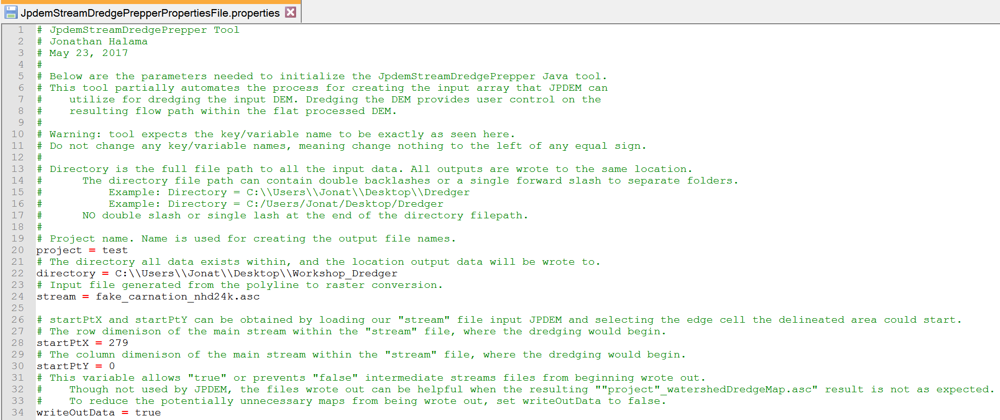 JpdemStreamDredgePrepperPropertiesFile.properties
1 # JpdemStreamDredgePrepper Tool
2 # Jonathan Halama
3 # May 23, 2017
4 #
5 # Below are the parameters needed to initialize the JpdemStreamDredgePrepper Java tool.
6 # This tool partially automates the process for creating the input array that JPDEM can
7 #    utilize for dredging the input DEM. Dredging the DEM provides user control on the
8 #    resulting flow path within the flat processed DEM.
9 #
10 # Warning: tool expects the key/variable name to be exactly as seen here.
11 # Do not change any key/variable names, meaning change nothing to the left of any equal sign.
12 #
13 # Directory is the full file path to all the input data. All outputs are wrote to the same location.
14 #      The directory file path can contain double backlashes or a single forward slash to separate folders.
15 #          Example: Directory = C:\\Users\\Jonat\\Desktop\\Dredger
16 #          Example: Directory = C:/Users/Jonat/Desktop/Dredger
17 #      NO double slash or single lash at the end of the directory filepath.
18 #
19 # Project name. Name is used for creating the output file names.
20 project = test
21 # The directory all data exists within, and the location output data will be wrote to.
22 directory = C:\\Users\\Jonat\\Desktop\\Workshop_Dredger
23 # Input file generated from the polyline to raster conversion.
24 stream = fake_carnation_nhd24k.asc
25
26 # startPtX and startPtY can be obtained by loading our "stream" file input JPDEM and selecting the edge cell the delineated area could start.
27 # The row dimenison of the main stream within the "stream" file, where the dredging would begin.
28 startPtX = 279
29 # The column dimenison of the main stream within the "stream" file, where the dredging would begin.
30 startPtY = 0
31 # This variable allows "true" or prevents "false" intermediate streams files from beginning wrote out.
32 #    Though not used by JPDEM, the files wrote out can be helpful when the resulting ""project"_watershedDredgeMap.asc" result is not as expected.
33 #    To reduce the potentially unnecessary maps from being wrote out, set writeOutData to false.
34 writeOutData = true